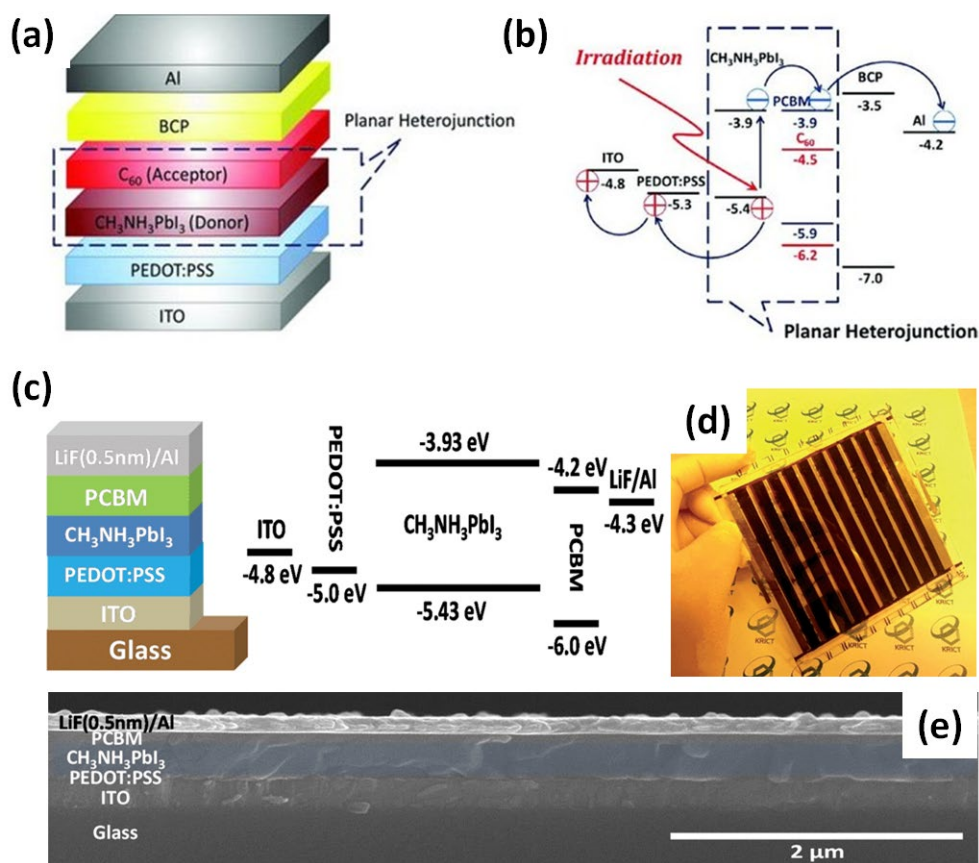 (a)
Al
BCP
C₆₀ (Acceptor)
CH₃NH₃PbI₃ (Donor)
PEDOT:PSS
ITO
Planar Heterojunction
(b)
Irradiation
CH₃NH₃PbI₃
PCBM
BCP
-3.5
Al
-4.2
-3.9
-3.9
C₆₀
-4.5
ITO
-4.8
PEDOT:PSS
-5.3
-5.4
-5.9
-6.2
-7.0
Planar Heterojunction
(c)
LiF(0.5nm)/Al
PCBM
CH₃NH₃PbI₃
PEDOT:PSS
ITO
Glass
ITO
-4.8 eV
PEDOT:PSS
-5.0 eV
-3.93 eV
CH₃NH₃PbI₃
-5.43 eV
-4.2 eV
PCBM
-6.0 eV
LiF/Al
-4.3 eV
(d)
KRICT
KRICT
KRICT
(e)
LiF(0.5nm)/Al
PCBM
CH₃NH₃PbI₃
PEDOT:PSS
ITO
Glass
2 μm